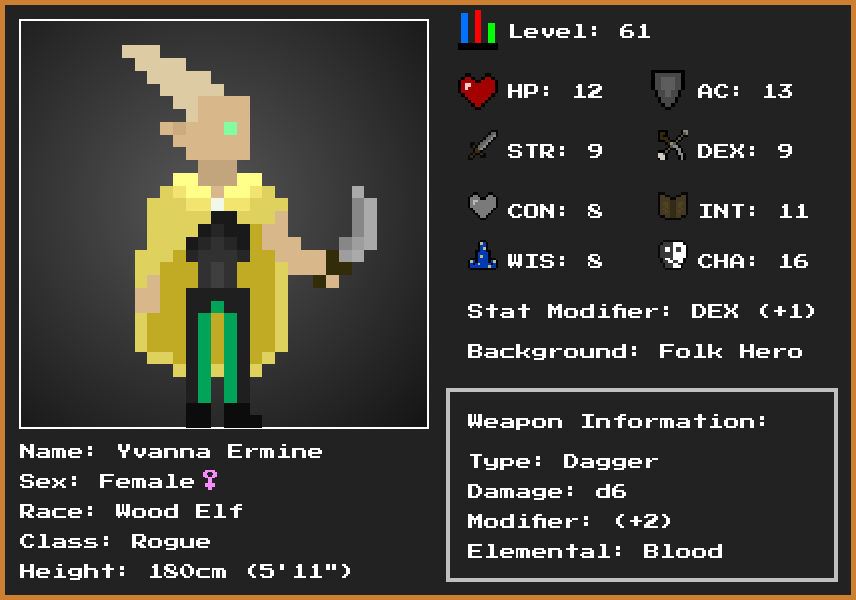 Level: 61
HP: 12
AC: 13
STR: 9
DEX: 9
CON: 8
INT: 11
WIS: 8
CHA: 16
Stat Modifier: DEX (+1)
Background: Folk Hero
Weapon Information:
Type: Dagger
Damage: d6
Modifier: (+2)
Elemental: Blood
Name: Yvanna Ermine
Sex: Female♀
Race: Wood Elf
Class: Rogue
Height: 180cm (5'11")